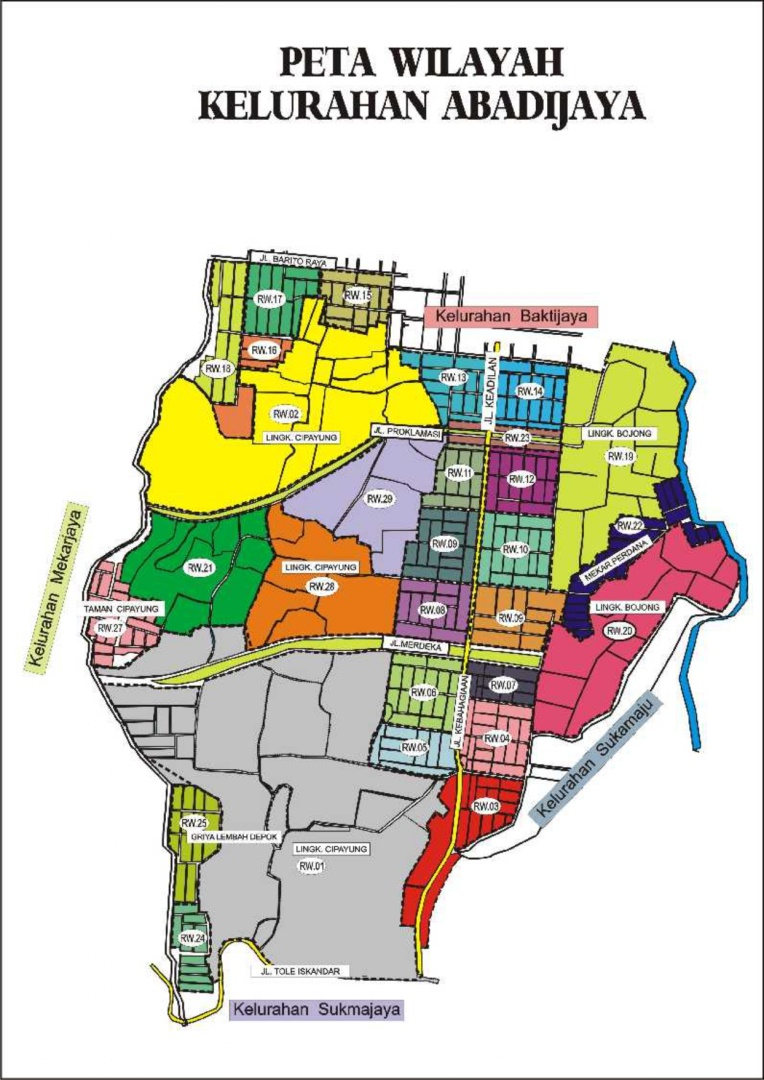 PETA WILAYAH
KELURAHAN ABADIJAYA
JL. BARITO RAYA
RW.17
RW.15
Kelurahan Baktijaya
RW.16
RW.18
RW.13
JL. KEADILAN
RW.14
RW.02
LINGK. CIPAYUNG
JL. PROKLAMASI
RW.23
LINGK. BOJONG
RW.19
RW.11
RW.12
RW.29
RW.22
Kelurahan Mekarjaya
RW.21
LINGK. CIPAYUNG
RW.28
RW.09
RW.10
MEKAR PERDANA
TAMAN CIPAYUNG
RW.27
RW.08
RW.09
LINGK. BOJONG
RW.20
JL.MERDEKA
RW.06
JL. KEBAHAGIAAN
RW.07
RW.05
RW.04
Kelurahan Sukamaju
RW.03
RW.25
GRIYA LEMBAH DEPOK
LINGK. CIPAYUNG
RW.01
RW.24
JL. TOLE ISKANDAR
Kelurahan Sukmajaya